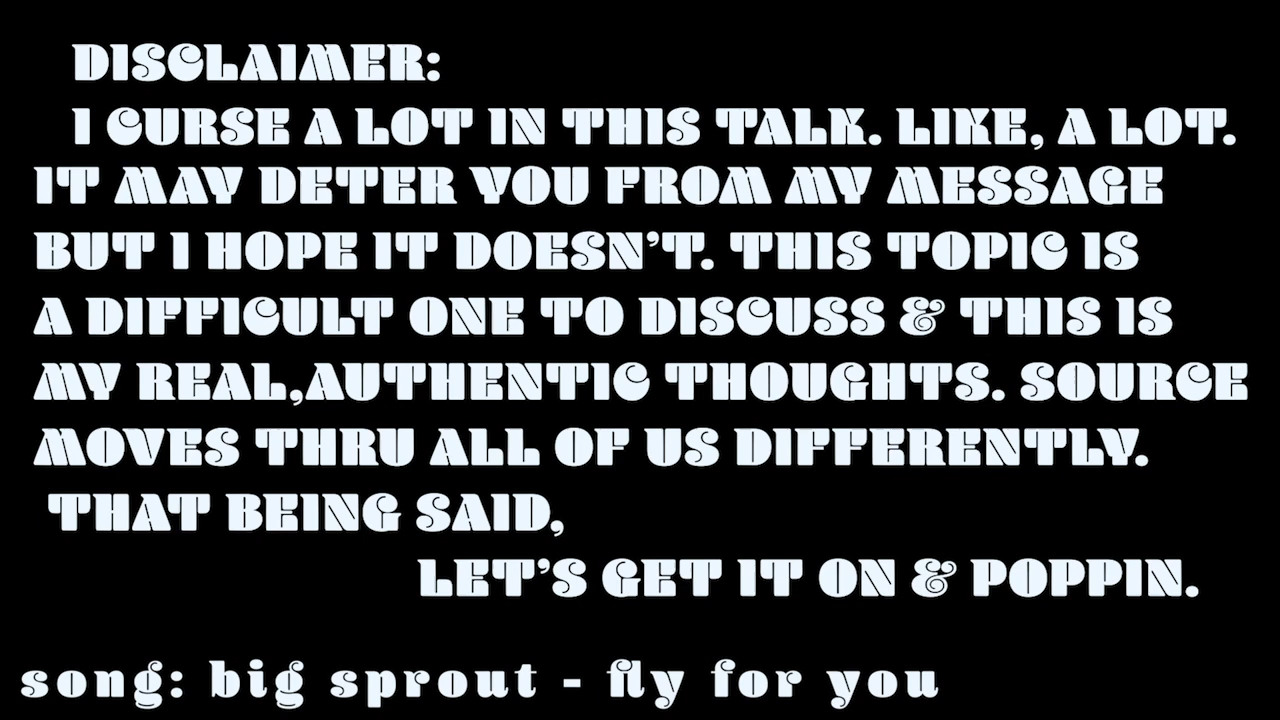 DISCLAIMER:
I CURSE A LOT IN THIS TALK. LIKE, A LOT.
IT MAY DETER YOU FROM MY MESSAGE
BUT I HOPE IT DOESN'T. THIS TOPIC IS
A DIFFICULT ONE TO DISCUSS & THIS IS
MY REAL,AUTHENTIC THOUGHTS. SOURCE
MOVES THRU ALL OF US DIFFERENTLY.
THAT BEING SAID,
LET'S GET IT ON & POPPIN.
song: big sprout - fly for you